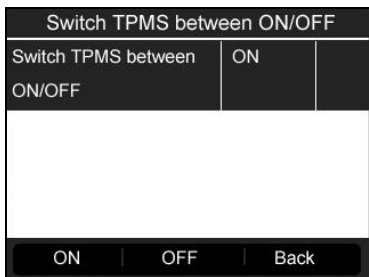 Switch TPMS between ON/OFF
Switch TPMS between ON
ON/OFF
ON OFF Back